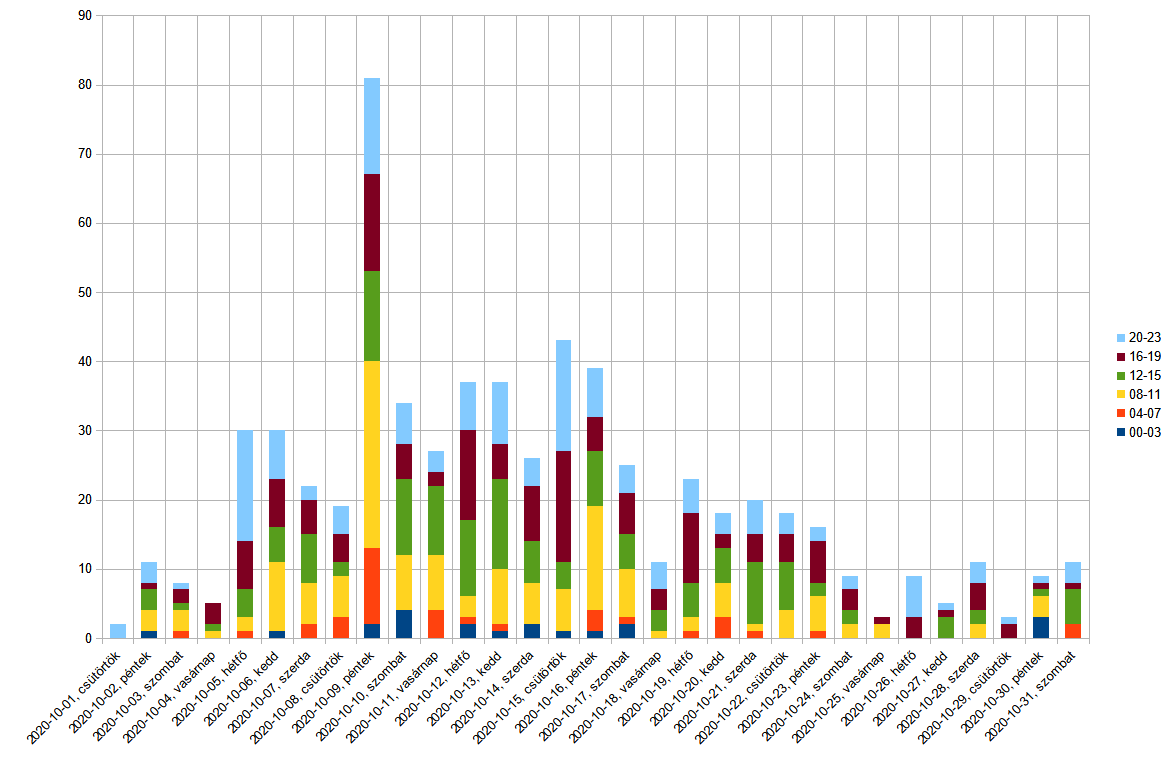 90
80
70
60
50
40
30
20
10
0
20-23
16-19
12-15
08-11
04-07
00-03
2020-10-01, csütörtök
2020-10-02, péntek
2020-10-03, szombat
2020-10-04, vasárnap
2020-10-05, hétfő
2020-10-06, kedd
2020-10-07, szerda
2020-10-08, csütörtök
2020-10-09, péntek
2020-10-10, szombat
2020-10-11, vasárnap
2020-10-12, hétfő
2020-10-13, kedd
2020-10-14, szerda
2020-10-15, csütörtök
2020-10-16, péntek
2020-10-17, szombat
2020-10-18, vasárnap
2020-10-19, hétfő
2020-10-20, kedd
2020-10-21, szerda
2020-10-22, csütörtök
2020-10-23, péntek
2020-10-24, szombat
2020-10-25, vasárnap
2020-10-26, hétfő
2020-10-27, kedd
2020-10-28, szerda
2020-10-29, csütörtök
2020-10-30, péntek
2020-10-31, szombat